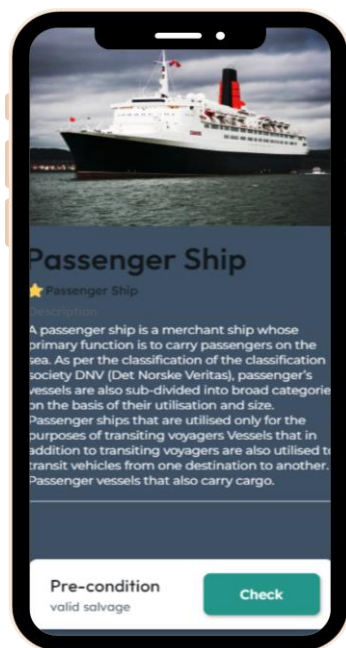 Passenger Ship
Passenger Ship
Description
A passenger ship is a merchant ship whose
primary function is to carry passengers on the
sea. As per the classification of the classification
society DNV (Det Norske Veritas), passenger's
vessels are also sub-divided into broad categorie
on the basis of their utilisation and size.
Passenger ships that are utilised only for the
purposes of transiting voyagers Vessels that in
addition to transiting voyagers are also utilised to
transit vehicles from one destination to another.
Passenger vessels that also carry cargo.
Pre-condition
valid salvage
Check